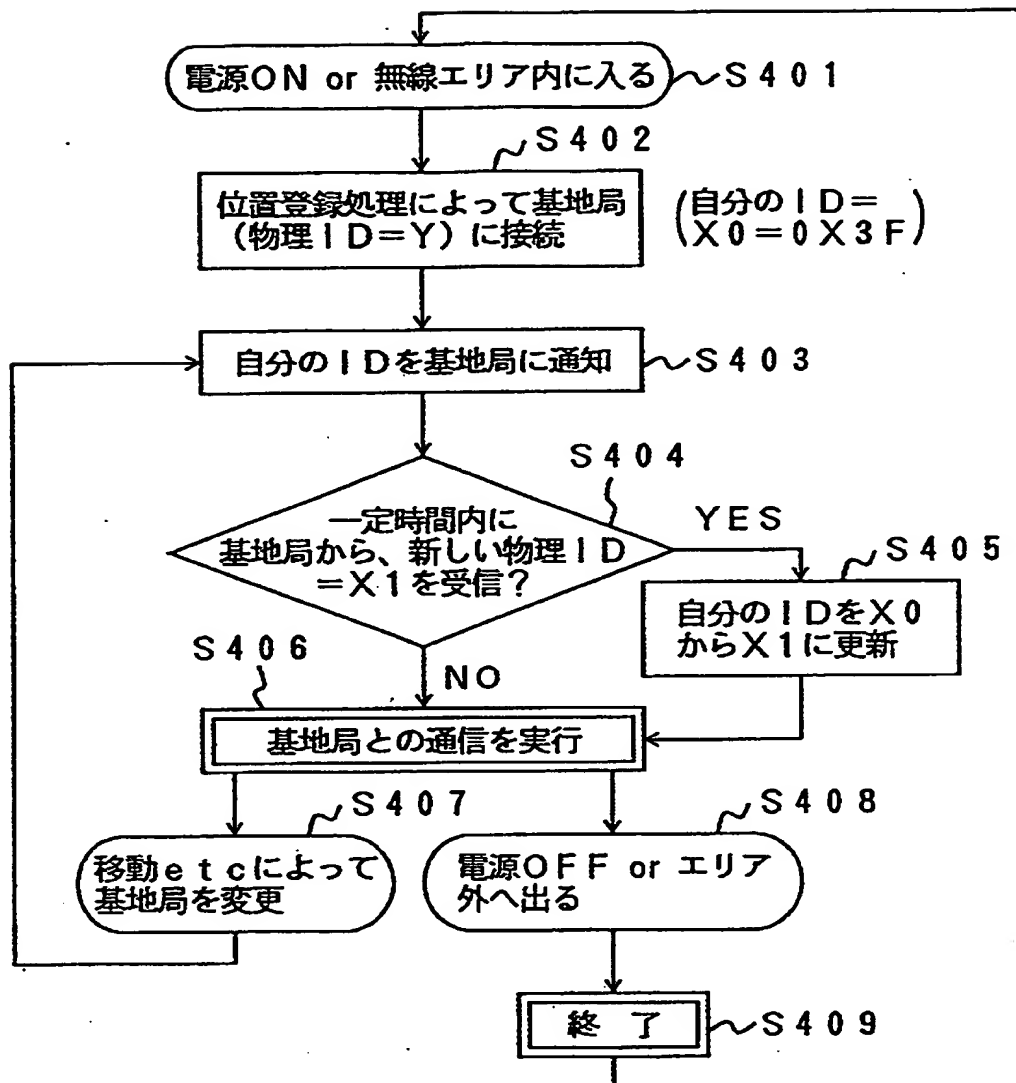 電源ON or 無線エリア内に入る
S401
S402
位置登録処理によって基地局
(物理ID=Y)に接続
(自分のID=
X0=0X3F)
自分のIDを基地局に通知
S403
S404
一定時間内に
基地局から、新しい物理ID
=X1を受信?
YES
S405
自分のIDをX0
からX1に更新
S406
NO
基地局との通信を実行
S407
移動etcによって
基地局を変更
S408
電源OFF or エリア
外へ出る
終 了
S409